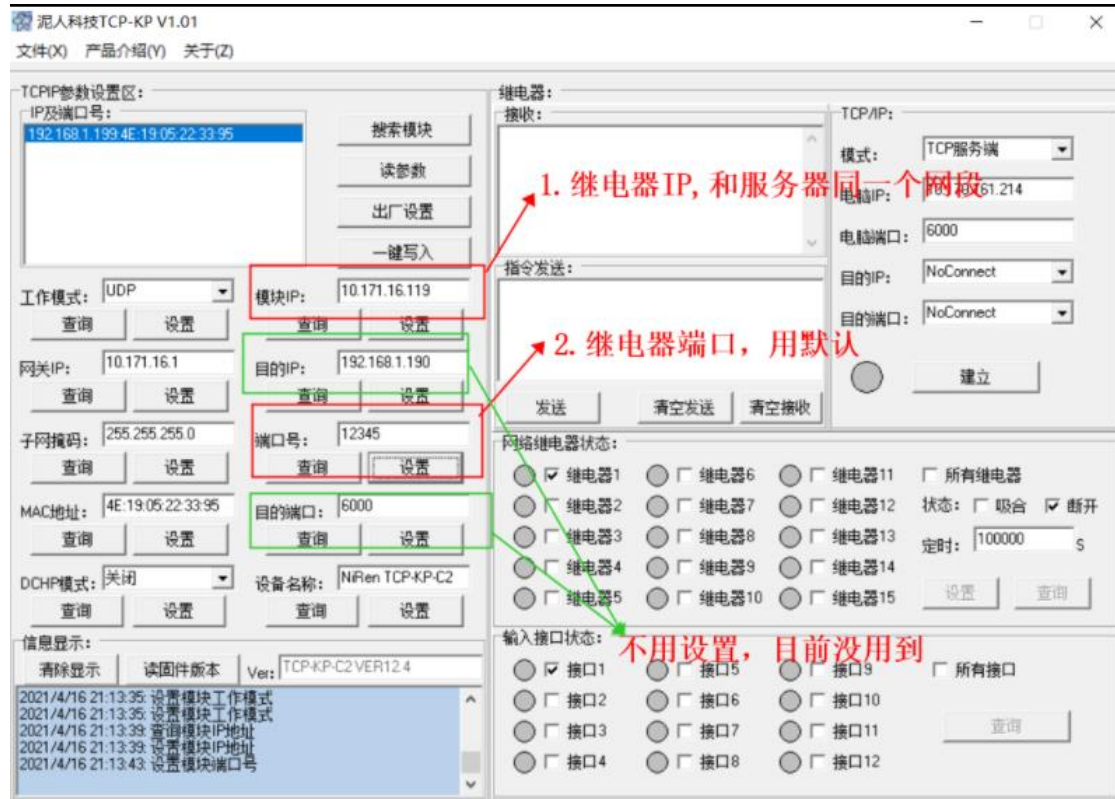 泥人科技TCP-KP V1.01
文件(X) 产品介绍(Y) 关于(Z)
TCPIP参数设置区:
IP及端口号:
192.168.1.199:4E:19:05:22:33:95
搜索模块
读参数
出厂设置
一键写入
工作模式: UDP
查询 设置
模块IP: 10.171.16.119
查询 设置
网关IP: 10.171.16.1
查询 设置
目的IP: 192.168.1.190
查询 设置
子网掩码: 255.255.255.0
查询 设置
端口号: 12345
查询 设置
MAC地址: 4E:19:05:22:33:95
查询 设置
目的端口: 6000
查询 设置
DCHP模式: 关闭
查询 设置
设备名称: NiRen TCP-KP-C2
查询 设置
信息显示:
清除显示 读固件版本 Ver: TCP-KP-C2 VER12.4
2021/4/16 21:13:35: 设置模块工作模式
2021/4/16 21:13:35: 设置模块工作模式
2021/4/16 21:13:39: 查询模块IP地址
2021/4/16 21:13:39: 设置模块IP地址
2021/4/16 21:13:43: 设置模块端口号
继电器:
接收:
1.继电器IP,和服务器同一个网段
指令发送:
2.继电器端口，用默认
发送 清空发送 清空接收
TCP/IP:
模式: TCP服务端
电脑IP: 161.214
电脑端口: 6000
目的IP: NoConnect
目的端口: NoConnect
建立
网络继电器状态:
继电器1 继电器6 继电器11 所有继电器
继电器2 继电器7 继电器12 状态: 吸合 断开
继电器3 继电器8 继电器13 定时: 100000 S
继电器4 继电器9 继电器14
继电器5 继电器10 继电器15 设置 查询
输入接口状态:
不用设置，目前没用到
接口1 接口5 接口9 所有接口
接口2 接口6 接口10
接口3 接口7 接口11 查询
接口4 接口8 接口12